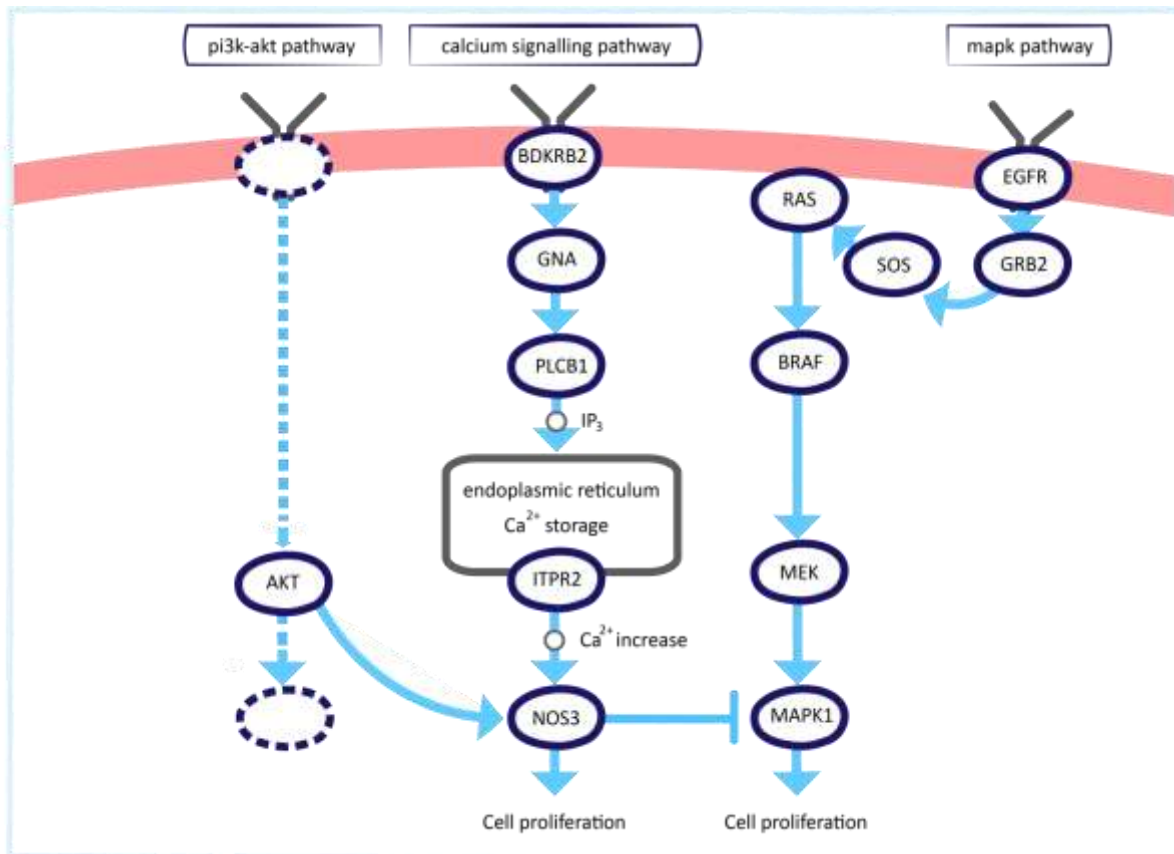 pi3k-akt pathway
calcium signalling pathway
mapk pathway
BDKRB2
EGFR
RAS
GNA
SOS
GRB2
PLCB1
BRAF
IP₃
endoplasmic reticulum
Ca²⁺ storage
AKT
ITPR2
MEK
Ca²⁺ increase
NOS3
MAPK1
Cell proliferation
Cell proliferation